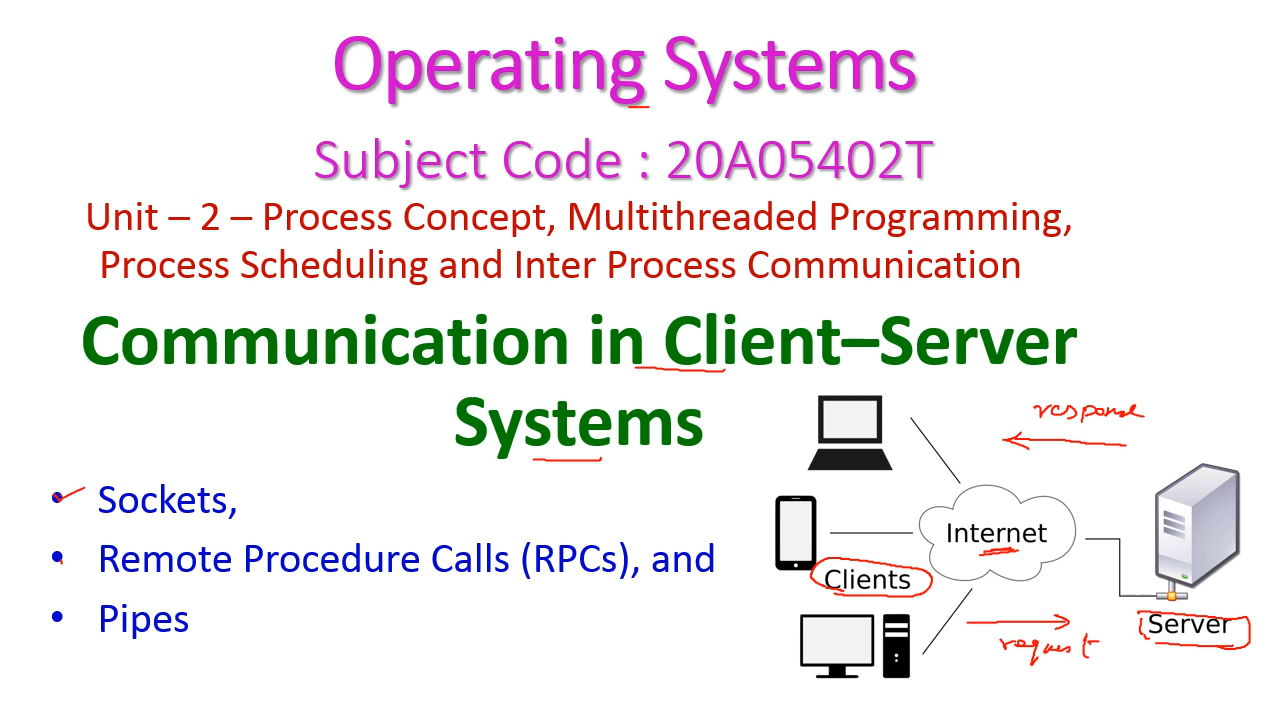 Operating Systems
Subject Code : 20A05402T
Unit – 2 – Process Concept, Multithreaded Programming,
Process Scheduling and Inter Process Communication
Communication in Client–Server
Systems
• Sockets,
• Remote Procedure Calls (RPCs), and
• Pipes
response
Internet
Clients
Server
request